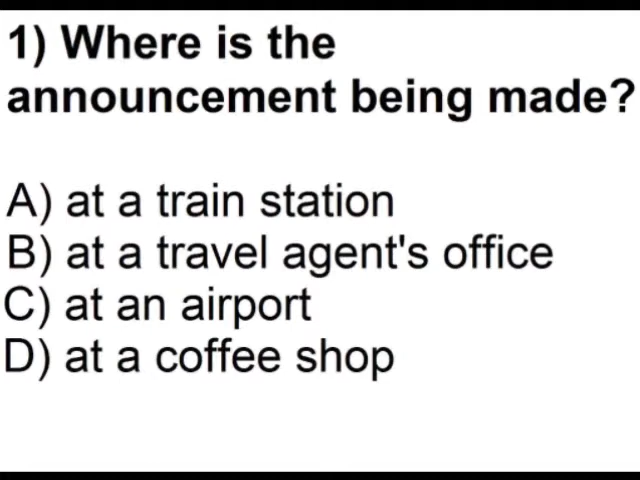 1) Where is the
announcement being made?
A) at a train station
B) at a travel agent's office
C) at an airport
D) at a coffee shop